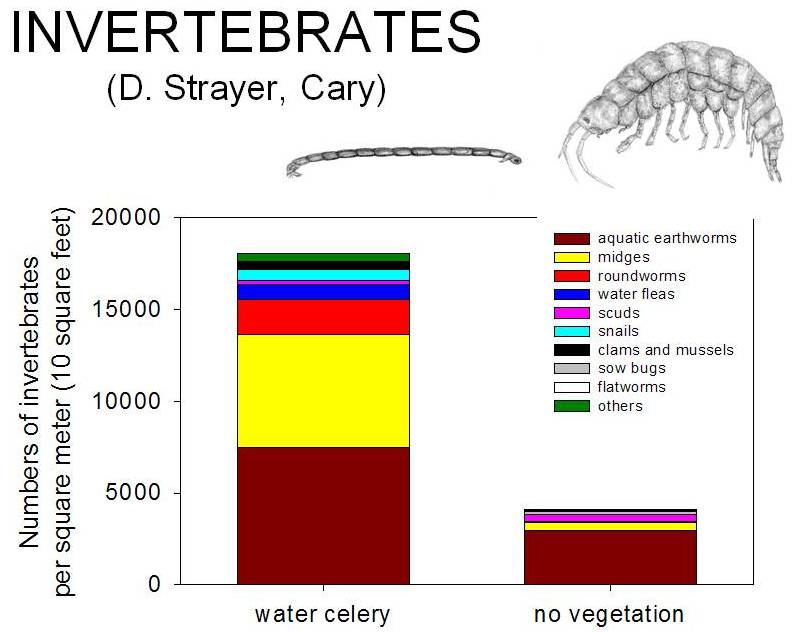 INVERTEBRATES
(D. Strayer, Cary)
Numbers of invertebrates
per square meter (10 square feet)
20000
15000
10000
5000
0
aquatic earthworms
midges
roundworms
water fleas
scuds
snails
clams and mussels
sow bugs
flatworms
others
water celery
no vegetation